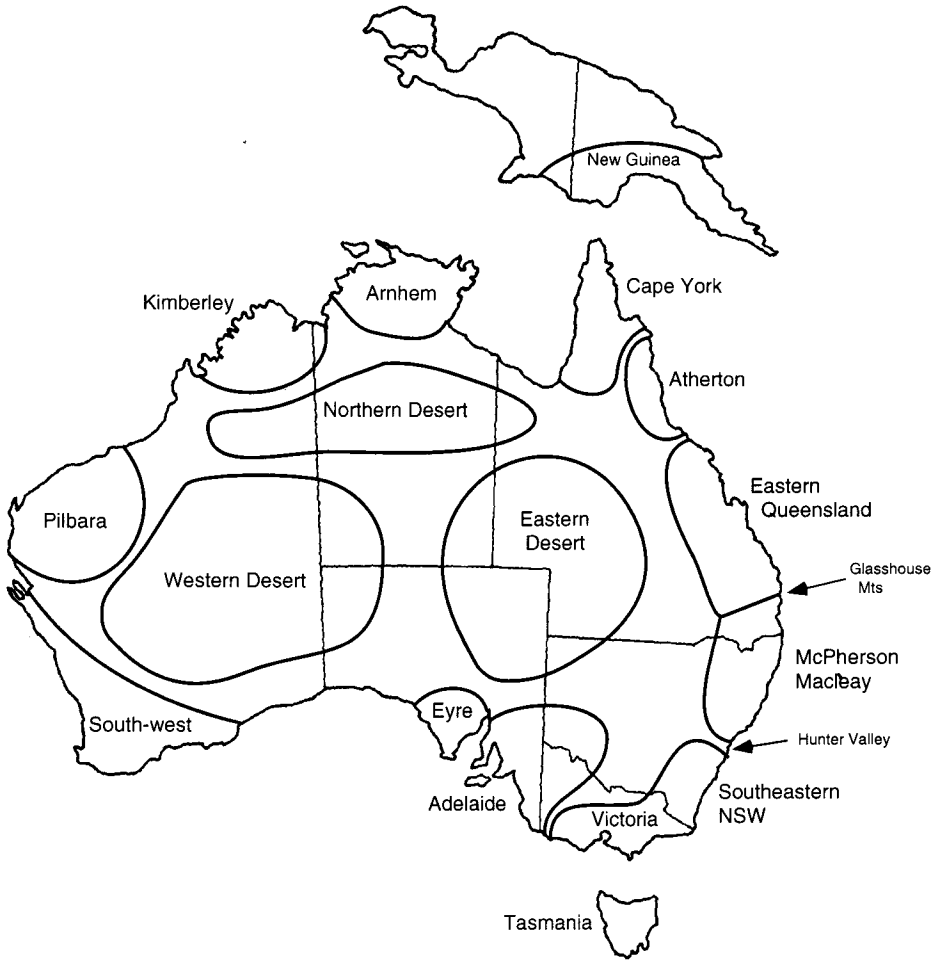 New Guinea
Kimberley
Arnhem
Cape York
Atherton
Northern Desert
Eastern
Queensland
Pilbara
Eastern
Desert
Western Desert
Glasshouse
Mts
McPherson
Macleay
Eyre
South-west
Hunter Valley
Adelaide
Southeastern
NSW
Victoria
Tasmania